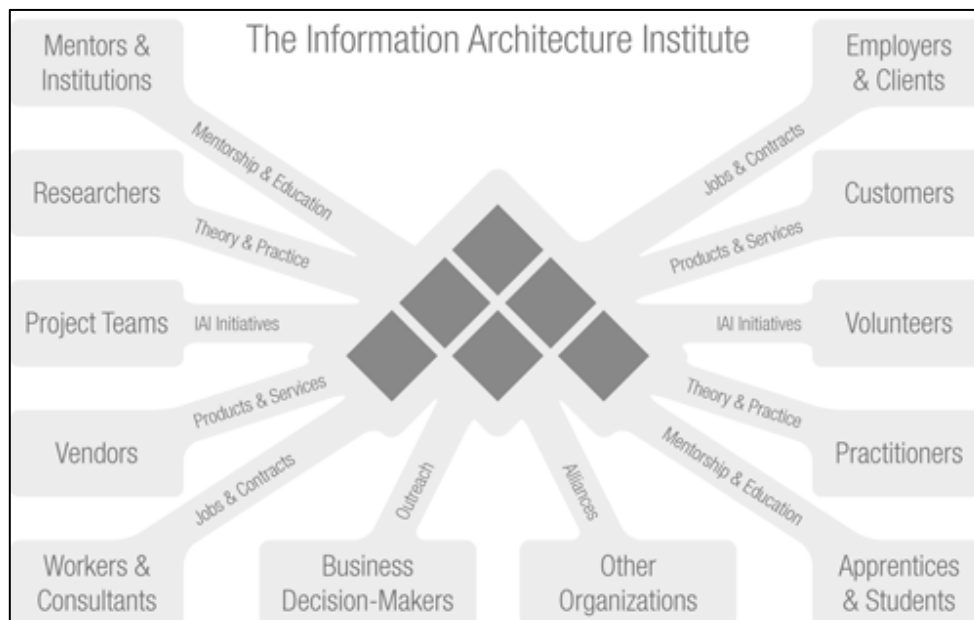 The Information Architecture Institute
Mentors &
Institutions
Mentorship & Education
Employers
& Clients
Jobs & Contracts
Researchers
Theory & Practice
Customers
Products & Services
Project Teams
IAI Initiatives
IAI Initiatives
Volunteers
Vendors
Products & Services
Theory & Practice
Practitioners
Workers &
Consultants
Jobs & Contracts
Outreach
Business
Decision-Makers
Alliances
Other
Organizations
Mentorship & Education
Apprentices
& Students